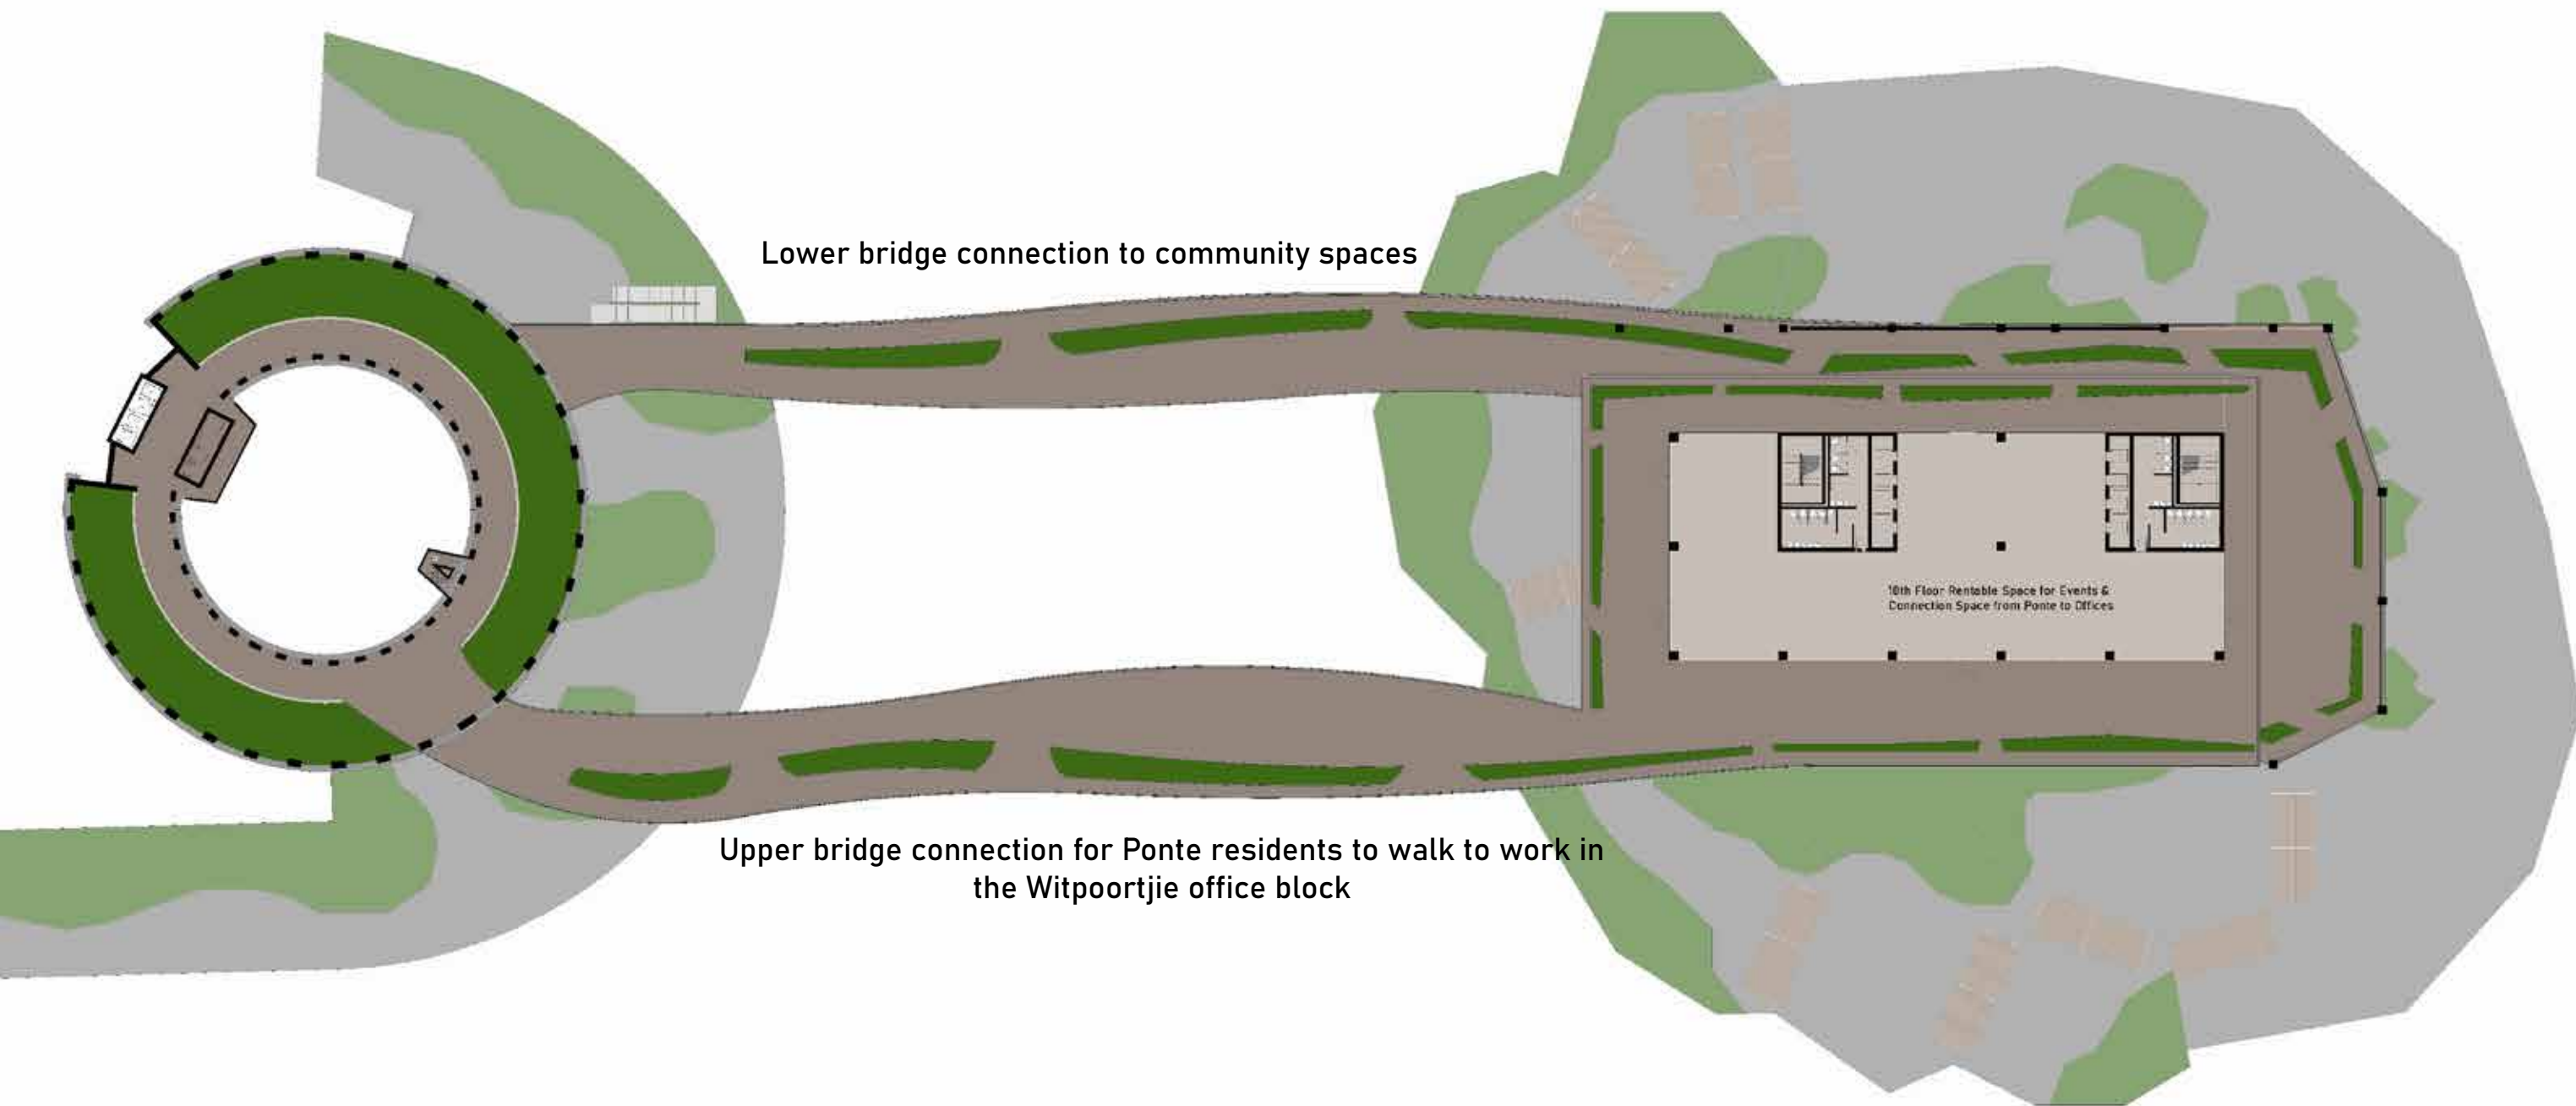 Lower bridge connection to community spaces
10th Floor Rentable Space for Events &
Connection Space from Ponte to Offices
Upper bridge connection for Ponte residents to walk to work in
the Witpoortjie office block